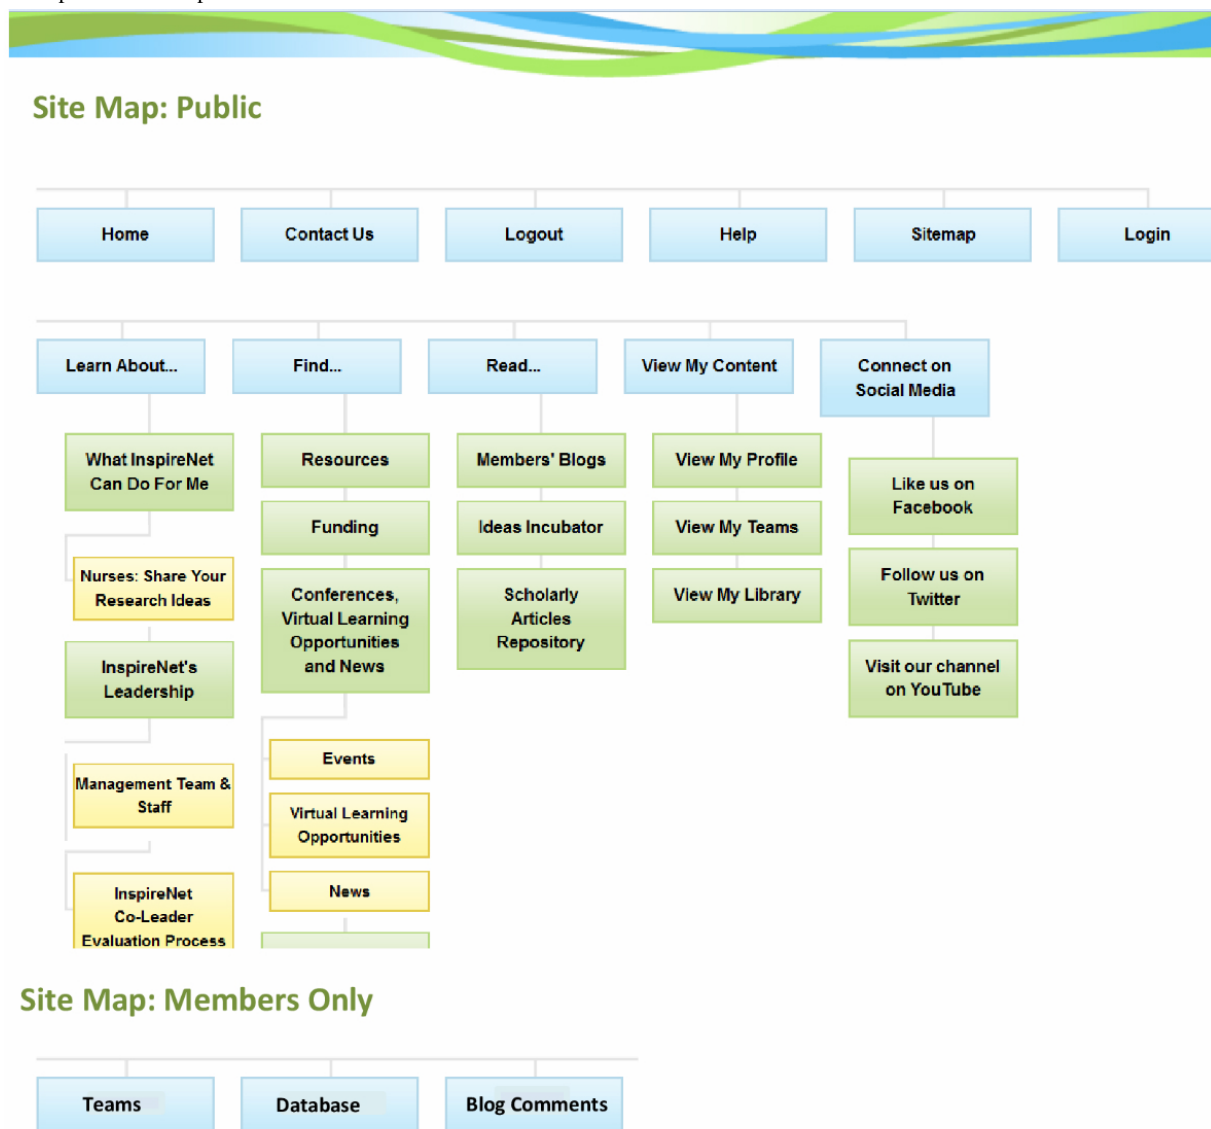 Site Map: Public
Home
Contact Us
Logout
Help
Sitemap
Login
Learn About...
Find...
Read...
View My Content
Connect on
Social Media
What InspireNet
Can Do For Me
Nurses: Share Your
Research Ideas
InspireNet's
Leadership
Management Team &
Staff
InspireNet
Co-Leader
Evaluation Process
Resources
Funding
Conferences,
Virtual Learning
Opportunities
and News
Events
Virtual Learning
Opportunities
News
Members' Blogs
Ideas Incubator
Scholarly
Articles
Repository
View My Profile
View My Teams
View My Library
Like us on
Facebook
Follow us on
Twitter
Visit our channel
on YouTube
Site Map: Members Only
Teams
Database
Blog Comments